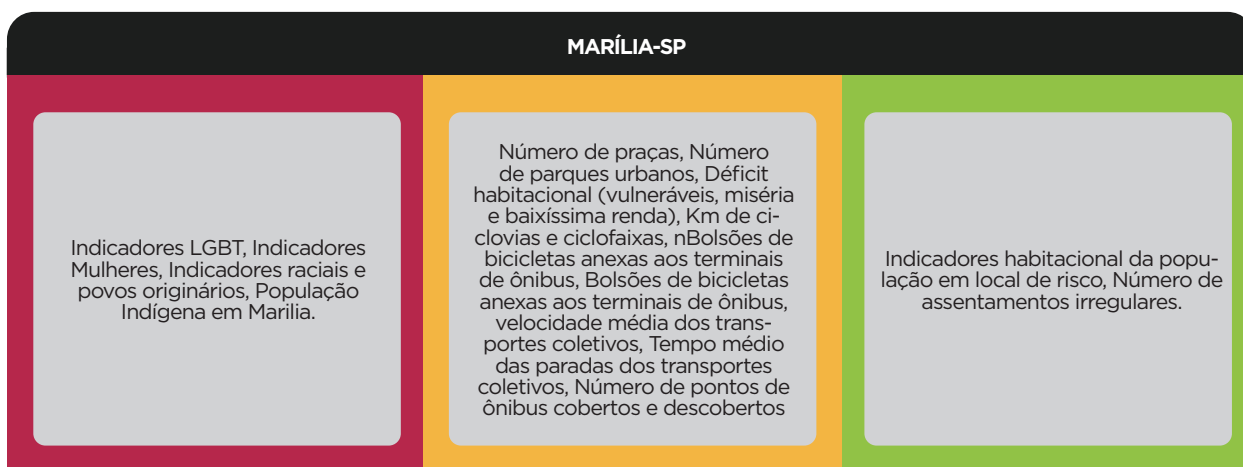 MARÍLIA-SP
Indicadores LGBT, Indicadores
Mulheres, Indicadores raciais e
povos originários, População
Indígena em Marilia.
Número de praças, Número
de parques urbanos, Déficit
habitacional (vulneráveis, miséria
e baixíssima renda), Km de ci-
clovias e ciclofaixas, nBolsões de
bicicletas anexas aos terminais
de ônibus, Bolsões de bicicletas
anexas aos terminais de ônibus,
velocidade média dos trans-
portes coletivos, Tempo médio
das paradas dos transportes
coletivos, Número de pontos de
ônibus cobertos e descobertos
Indicadores habitacional da popu-
lação em local de risco, Número de
assentamentos irregulares.